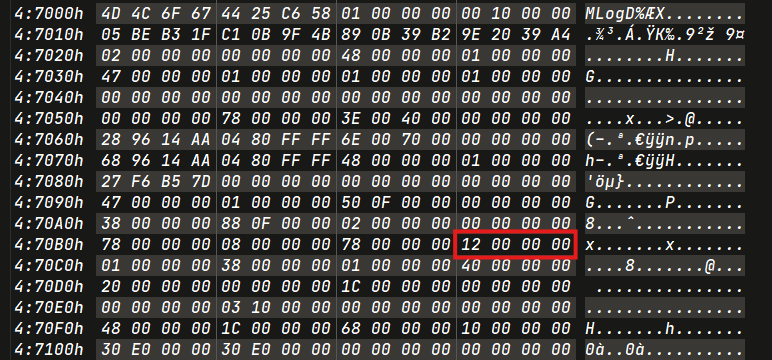 4:7000h 4D 4C 6F 67 44 25 C6 58 01 00 00 00 00 10 00 00 MLogD%ÆX........
4:7010h 05 BE B3 1F C1 0B 9F 4B 89 0B 39 B2 9E 20 39 A4 .¾³.Á.ŸK‰.9²ž 9¤
4:7020h 02 00 00 00 00 00 00 00 48 00 00 00 01 00 00 00 ........H.......
4:7030h 47 00 00 00 01 00 00 00 01 00 00 00 01 00 00 00 G...............
4:7040h 00 00 00 00 00 00 00 00 00 00 00 00 00 00 00 00 ................
4:7050h 00 00 00 00 78 00 00 00 3E 00 40 00 00 00 00 00 ....x...>.@.....
4:7060h 28 96 14 AA 04 80 FF FF 6E 00 70 00 00 00 00 00 (–.ª.€ÿÿn.p.....
4:7070h 68 96 14 AA 04 80 FF FF 48 00 00 00 01 00 00 00 h–.ª.€ÿÿH.......
4:7080h 27 F6 B5 7D 00 00 00 00 00 00 00 00 00 00 00 00 'öµ}............
4:7090h 47 00 00 00 01 00 00 00 50 0F 00 00 00 00 00 00 G.......P.......
4:70A0h 38 00 00 00 88 0F 00 00 02 00 00 00 00 00 00 00 8...ˆ...........
4:70B0h 78 00 00 00 08 00 00 00 78 00 00 00 12 00 00 00 x.......x.......
4:70C0h 01 00 00 00 38 00 00 00 01 00 00 00 40 00 00 00 ....8.......@...
4:70D0h 20 00 00 00 00 00 00 00 1C 00 00 00 00 00 00 00  ...............
4:70E0h 00 00 00 00 03 10 00 00 00 00 00 00 00 00 00 00 ................
4:70F0h 48 00 00 00 1C 00 00 00 68 00 00 00 10 00 00 00 H.......h.......
4:7100h 30 E0 00 00 30 E0 00 00 00 00 00 00 00 00 00 00 0à..0à..........